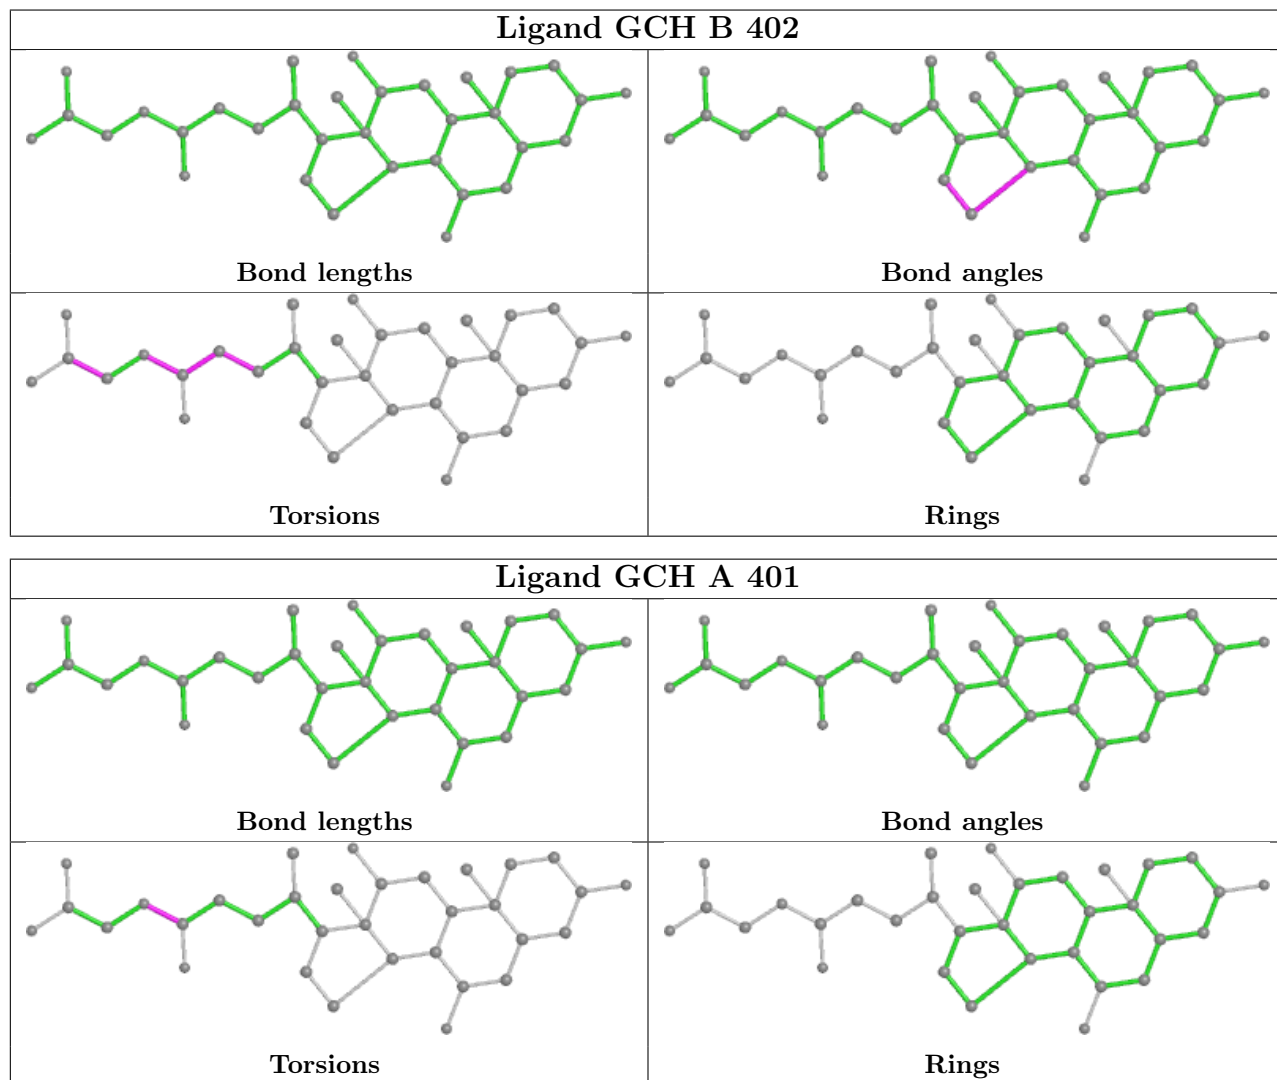 Ligand GCH B 402
Bond lengths
Bond angles
Torsions
Rings
Ligand GCH A 401
Bond lengths
Bond angles
Torsions
Rings